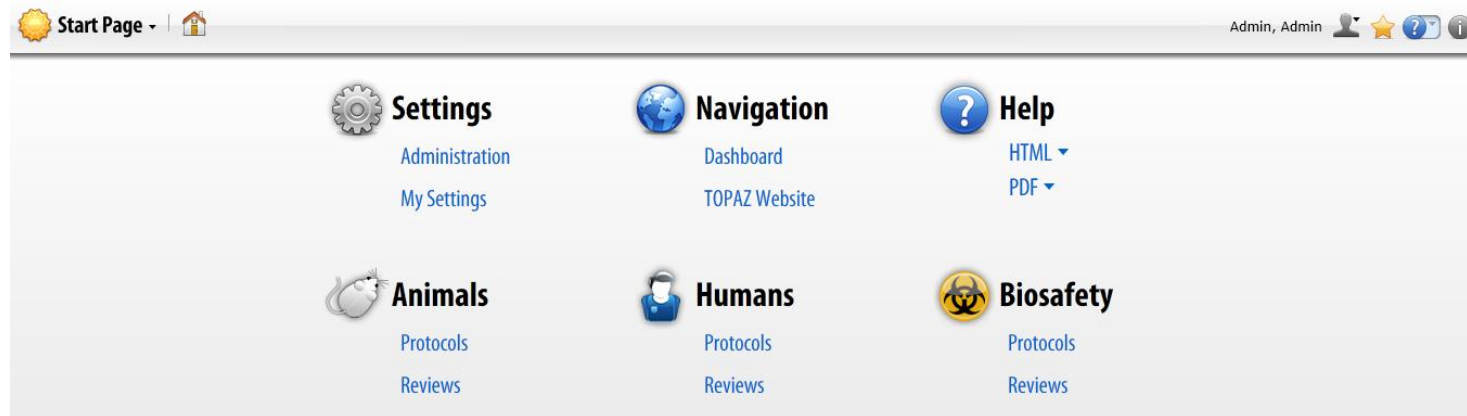 Start Page
Admin, Admin
Settings
Administration
My Settings
Navigation
Dashboard
TOPAZ Website
Help
HTML
PDF
Animals
Protocols
Reviews
Humans
Protocols
Reviews
Biosafety
Protocols
Reviews